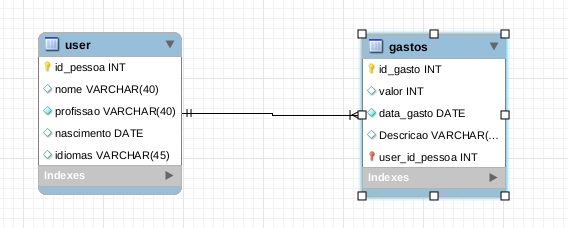 user
id_pessoa INT
nome VARCHAR(40)
profissao VARCHAR(40)
nascimento DATE
idiomas VARCHAR(45)
Indexes
gastos
id_gasto INT
valor INT
data_gasto DATE
Descricao VARCHAR(...
user_id_pessoa INT
Indexes